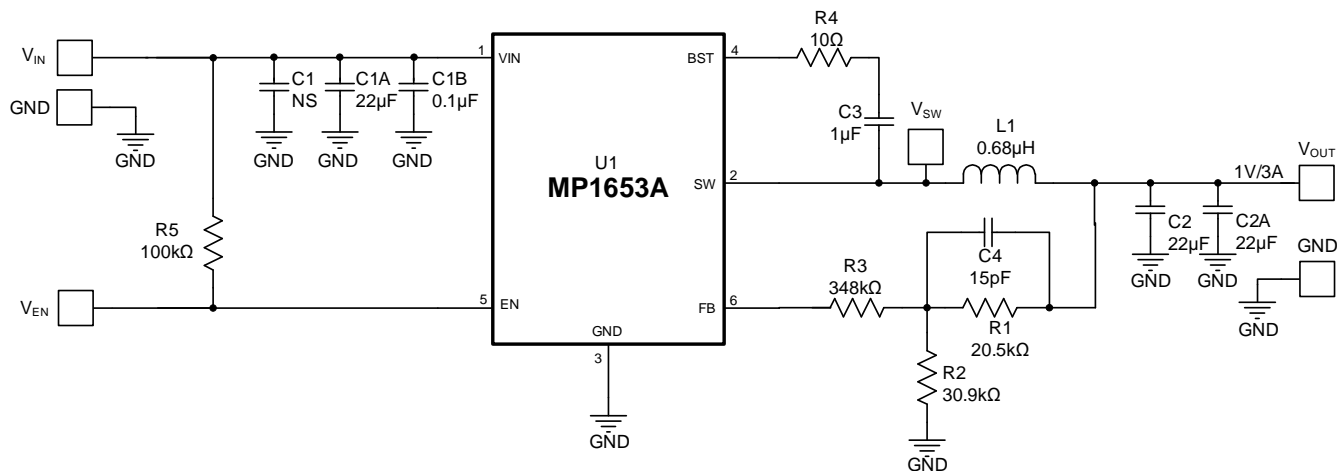 R4
10Ω
VIN
1
VIN
BST
4
C1
NS
C1A
22µF
C1B
0.1µF
GND
GND
GND
GND
GND
C3
1µF
VSW
L1
0.68µH
U1
MP1653A
SW
2
1V/3A
VOUT
R5
100kΩ
C2
22µF
C2A
22µF
GND
GND
GND
C4
15pF
R3
348kΩ
R1
20.5kΩ
VEN
5
EN
FB
6
GND
GND
3
R2
30.9kΩ
GND
GND